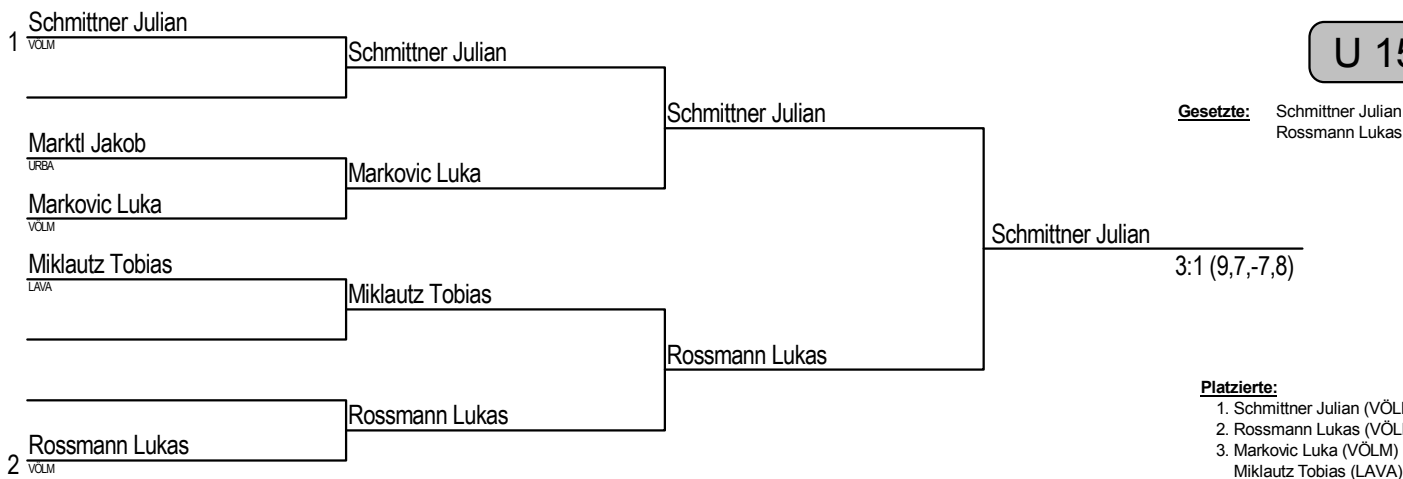 Schmittner Julian
1 VÖLM
Schmittner Julian
U 15
Schmittner Julian
Gesetzte: Schmittner Julian
Rossmann Lukas
Marktl Jakob
URBA
Markovic Luka
Markovic Luka
VÖLM
Schmittner Julian
3:1 (9,7,-7,8)
Miklautz Tobias
LAVA
Miklautz Tobias
Rossmann Lukas
Rossmann Lukas
Rossmann Lukas
2 VÖLM
Platzierte:
1. Schmittner Julian (VÖL
2. Rossmann Lukas (VÖL
3. Markovic Luka (VÖLM)
Miklautz Tobias (LAVA)